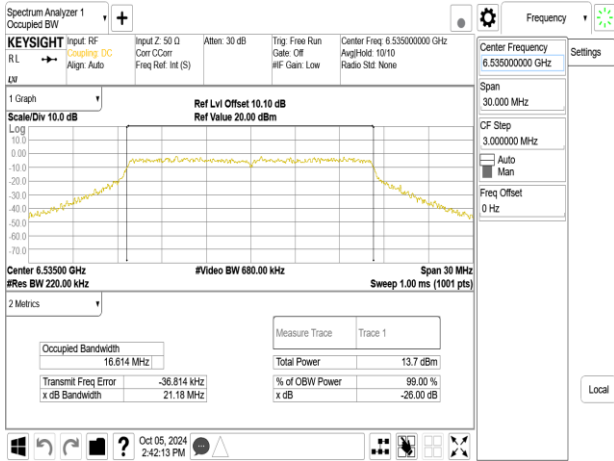 Spectrum Analyzer 1
Occupied BW
Frequency
KEYSIGHT
RL
Input: RF
Coupling: DC
Align: Auto
Input Z: 50 Ω
Corr CCorr
Freq Ref: Int (S)
Atten: 30 dB
Trig: Free Run
Gate: Off
#IF Gain: Low
Center Freq: 6.535000000 GHz
Avg|Hold: 10/10
Radio Std: None
Center Frequency
6.535000000 GHz
Settings
Span
30.000 MHz
CF Step
3.000000 MHz
Auto
Man
Freq Offset
0 Hz
Local
1 Graph
Scale/Div 10.0 dB
Ref Lvl Offset 10.10 dB
Ref Value 20.00 dBm
Log
10.0
0.00
-10.0
-20.0
-30.0
-40.0
-50.0
-60.0
-70.0
Center 6.53500 GHz
#Video BW 680.00 kHz
Span 30 MHz
#Res BW 220.00 kHz
Sweep 1.00 ms (1001 pts)
2 Metrics
Measure Trace
Trace 1
Occupied Bandwidth
16.614 MHz
Total Power
13.7 dBm
Transmit Freq Error
-36.814 kHz
% of OBW Power
99.00 %
x dB Bandwidth
21.18 MHz
x dB
-26.00 dB
?
Oct 05, 2024
2:42:13 PM